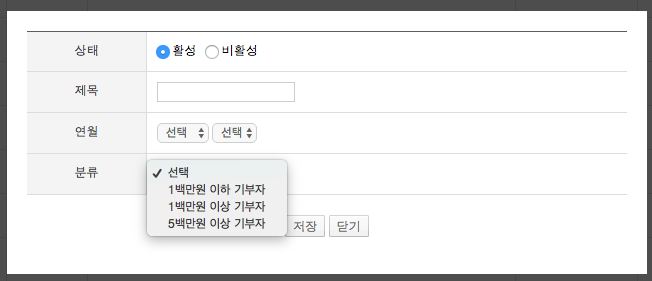 상태 활성 비활성
제목
연월 선택 선택
분류 선택
1백만원 이하 기부자
1백만원 이상 기부자
5백만원 이상 기부자
저장 닫기